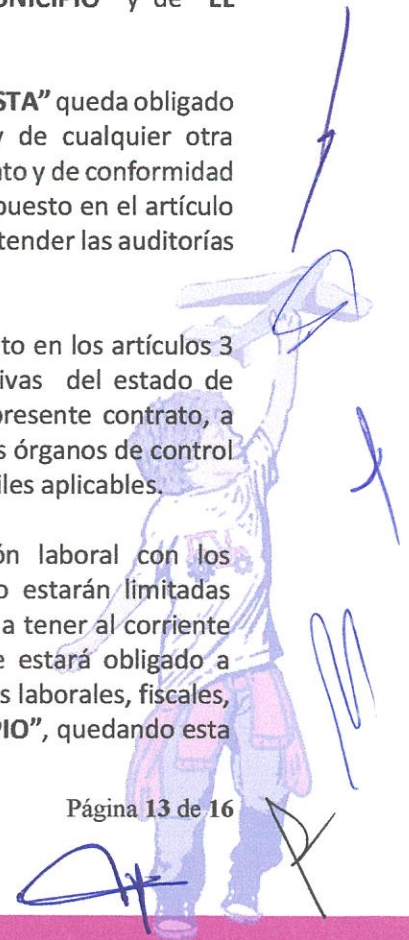 NICIPIO" y de "EL
STA" queda obligado
y de cualquier otra
to y de conformidad
puesto en el artículo
tender las auditorías
to en los artículos 3
ivas del estado de
presente contrato, a
s órganos de control
iles aplicables.
ón laboral con los
o estarán limitadas
a tener al corriente
e estará obligado a
s laborales, fiscales,
PIO", quedando esta
Página 13 de 16